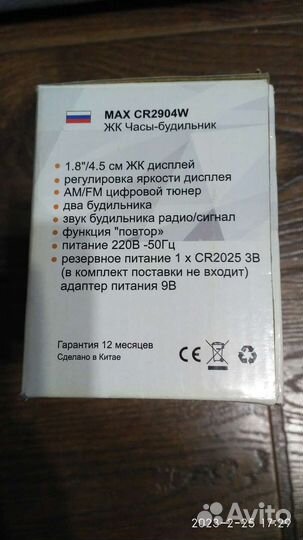 MAX CR2904W
ЖК Часы-будильник
1.8"/4.5 см ЖК дисплей
регулировка яркости дисплея
AM/FM цифровой тюнер
два будильника
звук будильника радио/сигнал
функция "повтор"
питание 220В -50Гц
резервное питание 1 x CR2025 3В
(в комплект поставки не входит)
адаптер питания 9В
Гарантия 12 месяцев
Сделано в Китае
CE
2023-2-25 17:29
Avito